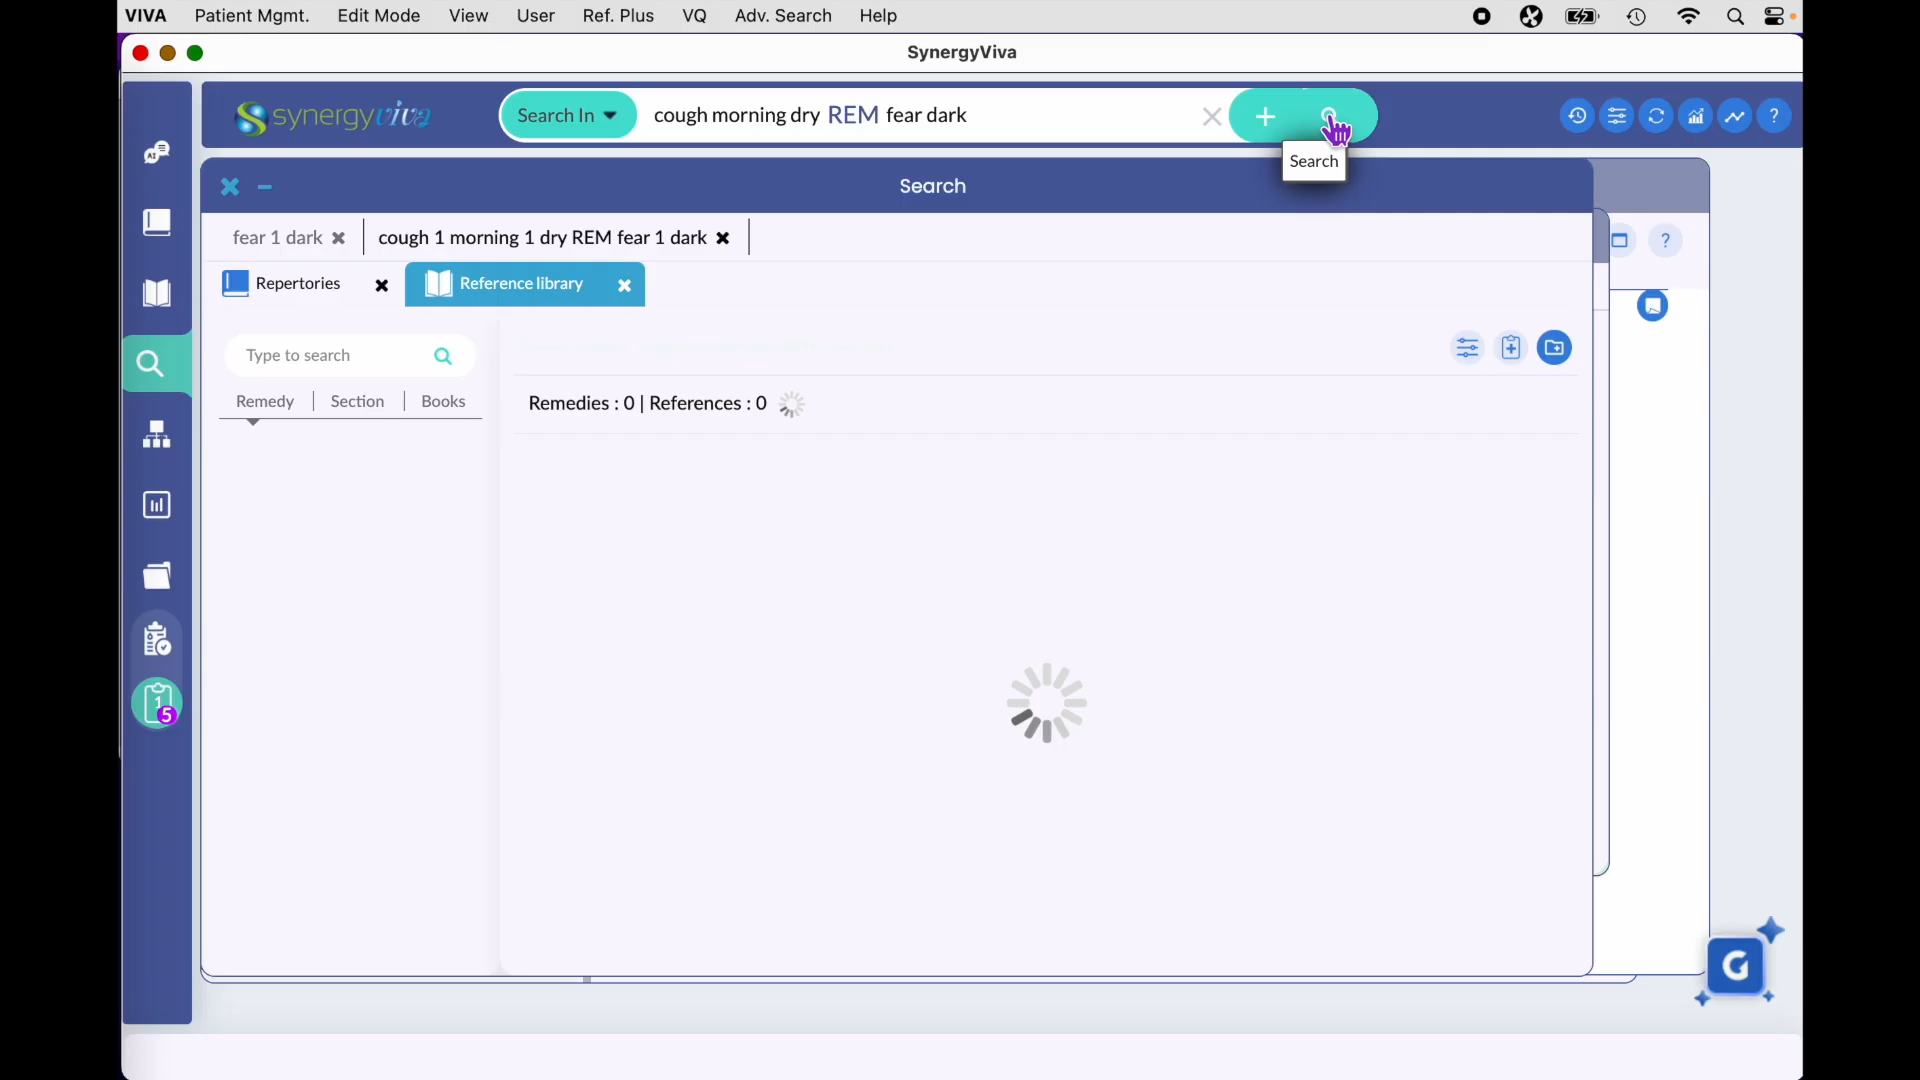 VIVA Patient Mgmt. Edit Mode View User Ref. Plus VQ Adv. Search Help
SynergyViva
synergyviva Search In cough morning dry REM fear dark ?
Search
Search
fear 1 dark cough 1 morning 1 dry REM fear 1 dark
?
Repertories Reference library
Type to search
Remedy Section Books
Remedies : 0 | References : 0
AI
1
5
G